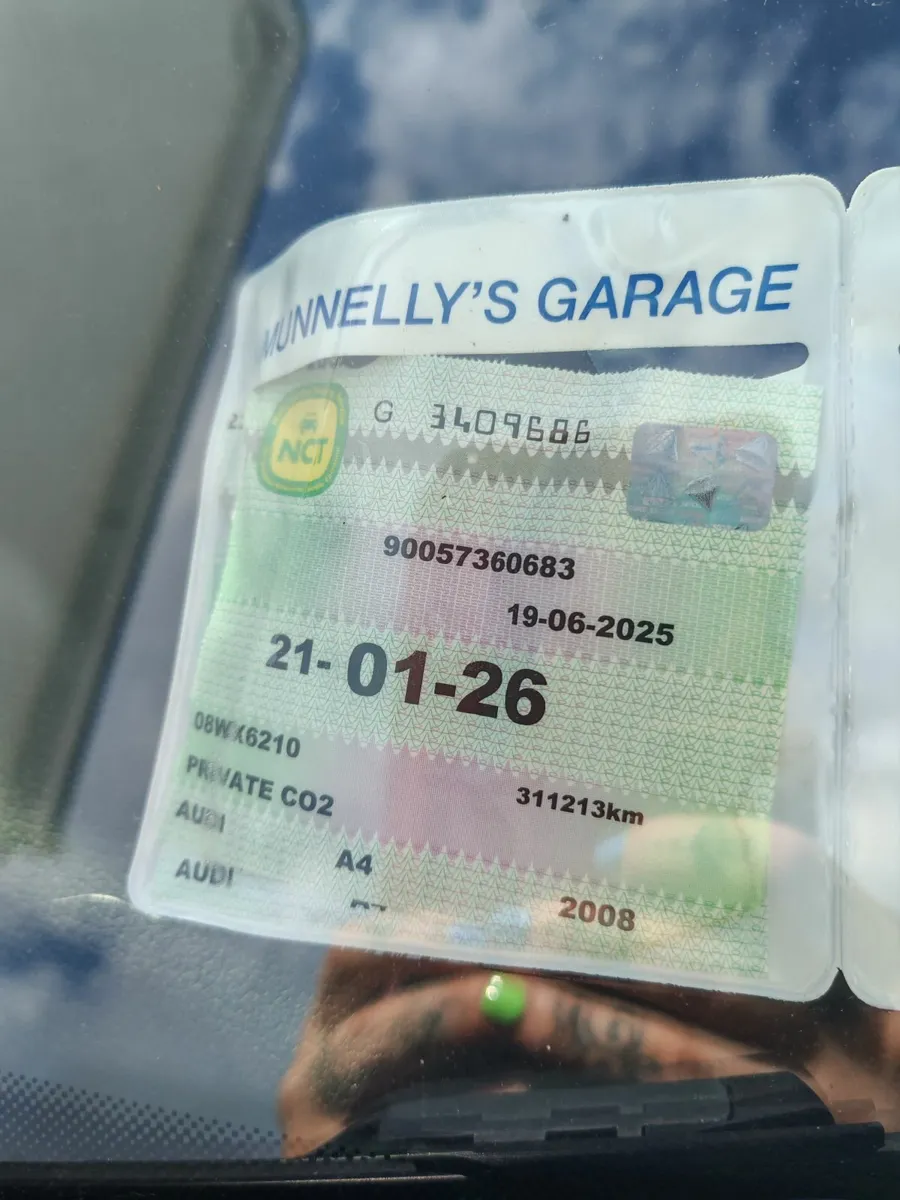 MUNNELLY'S GARAGE
NCT
G 3409686
90057360683
19-06-2025
21-01-26
08WX6210
PRIVATE CO2
311213km
AUDI
A4
AUDI
2008